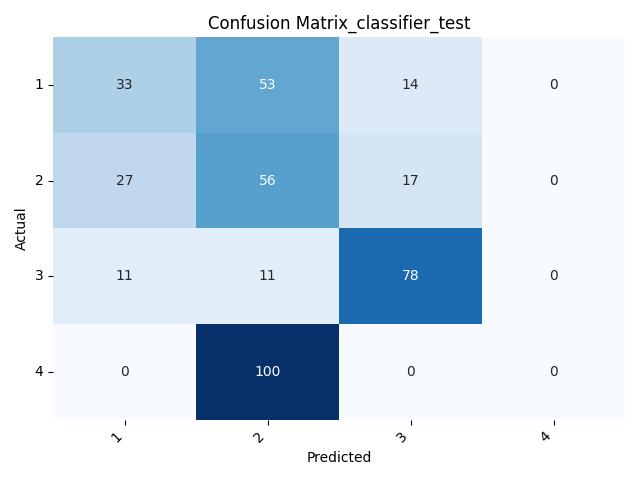 Confusion Matrix_classifier_test
Actual
1 33 53 14 0
2 27 56 17 0
3 11 11 78 0
4 0 100 0 0
1 2 3 4
Predicted